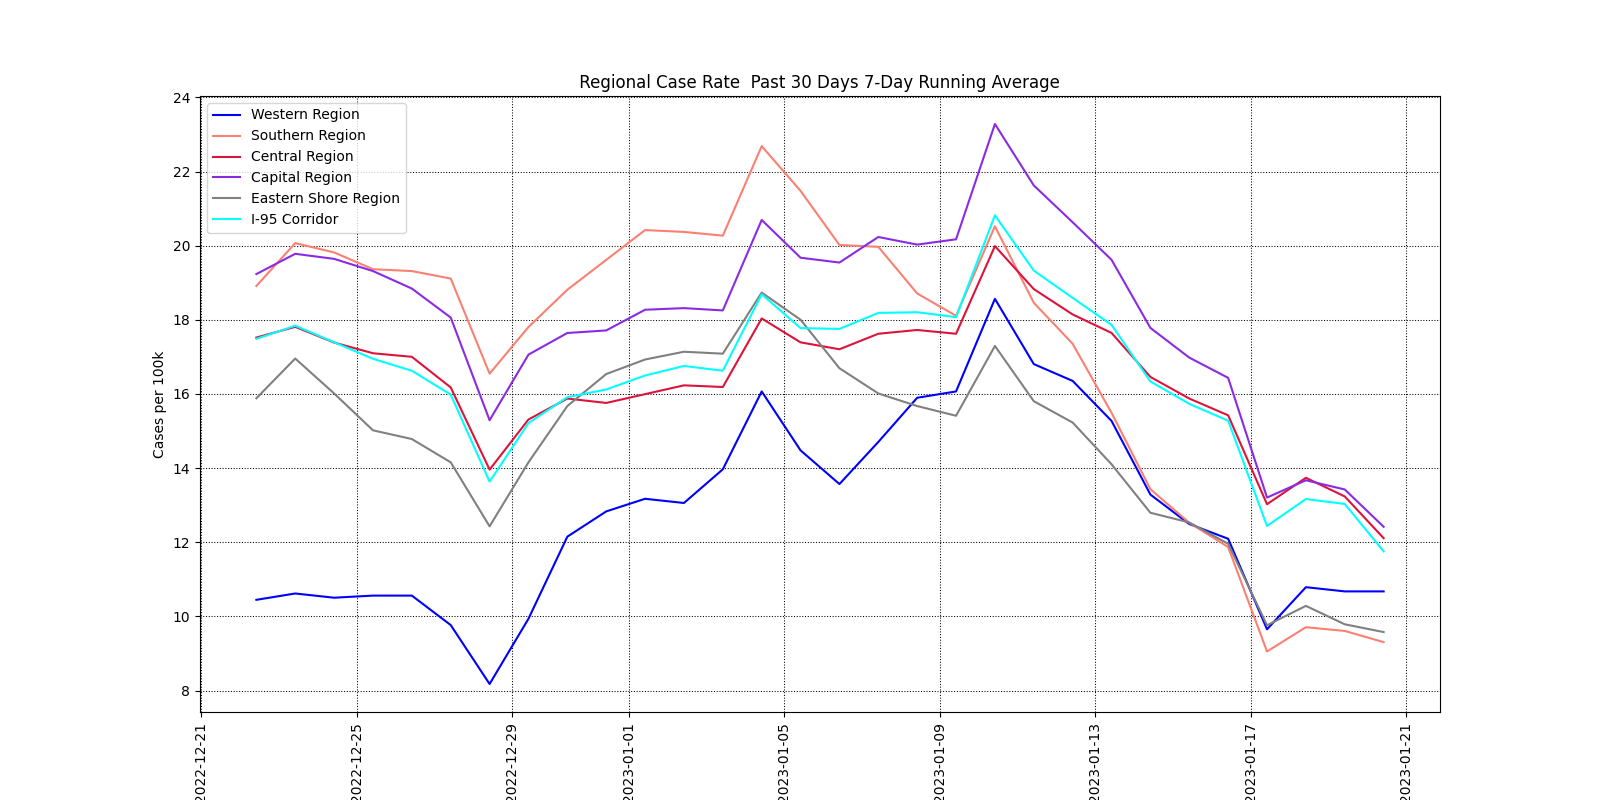 Regional Case Rate  Past 30 Days 7-Day Running Average
24
22
20
18
16
14
12
10
8
Cases per 100k
Western Region
Southern Region
Central Region
Capital Region
Eastern Shore Region
I-95 Corridor
2022-12-21
2022-12-25
2022-12-29
2023-01-01
2023-01-05
2023-01-09
2023-01-13
2023-01-17
2023-01-21